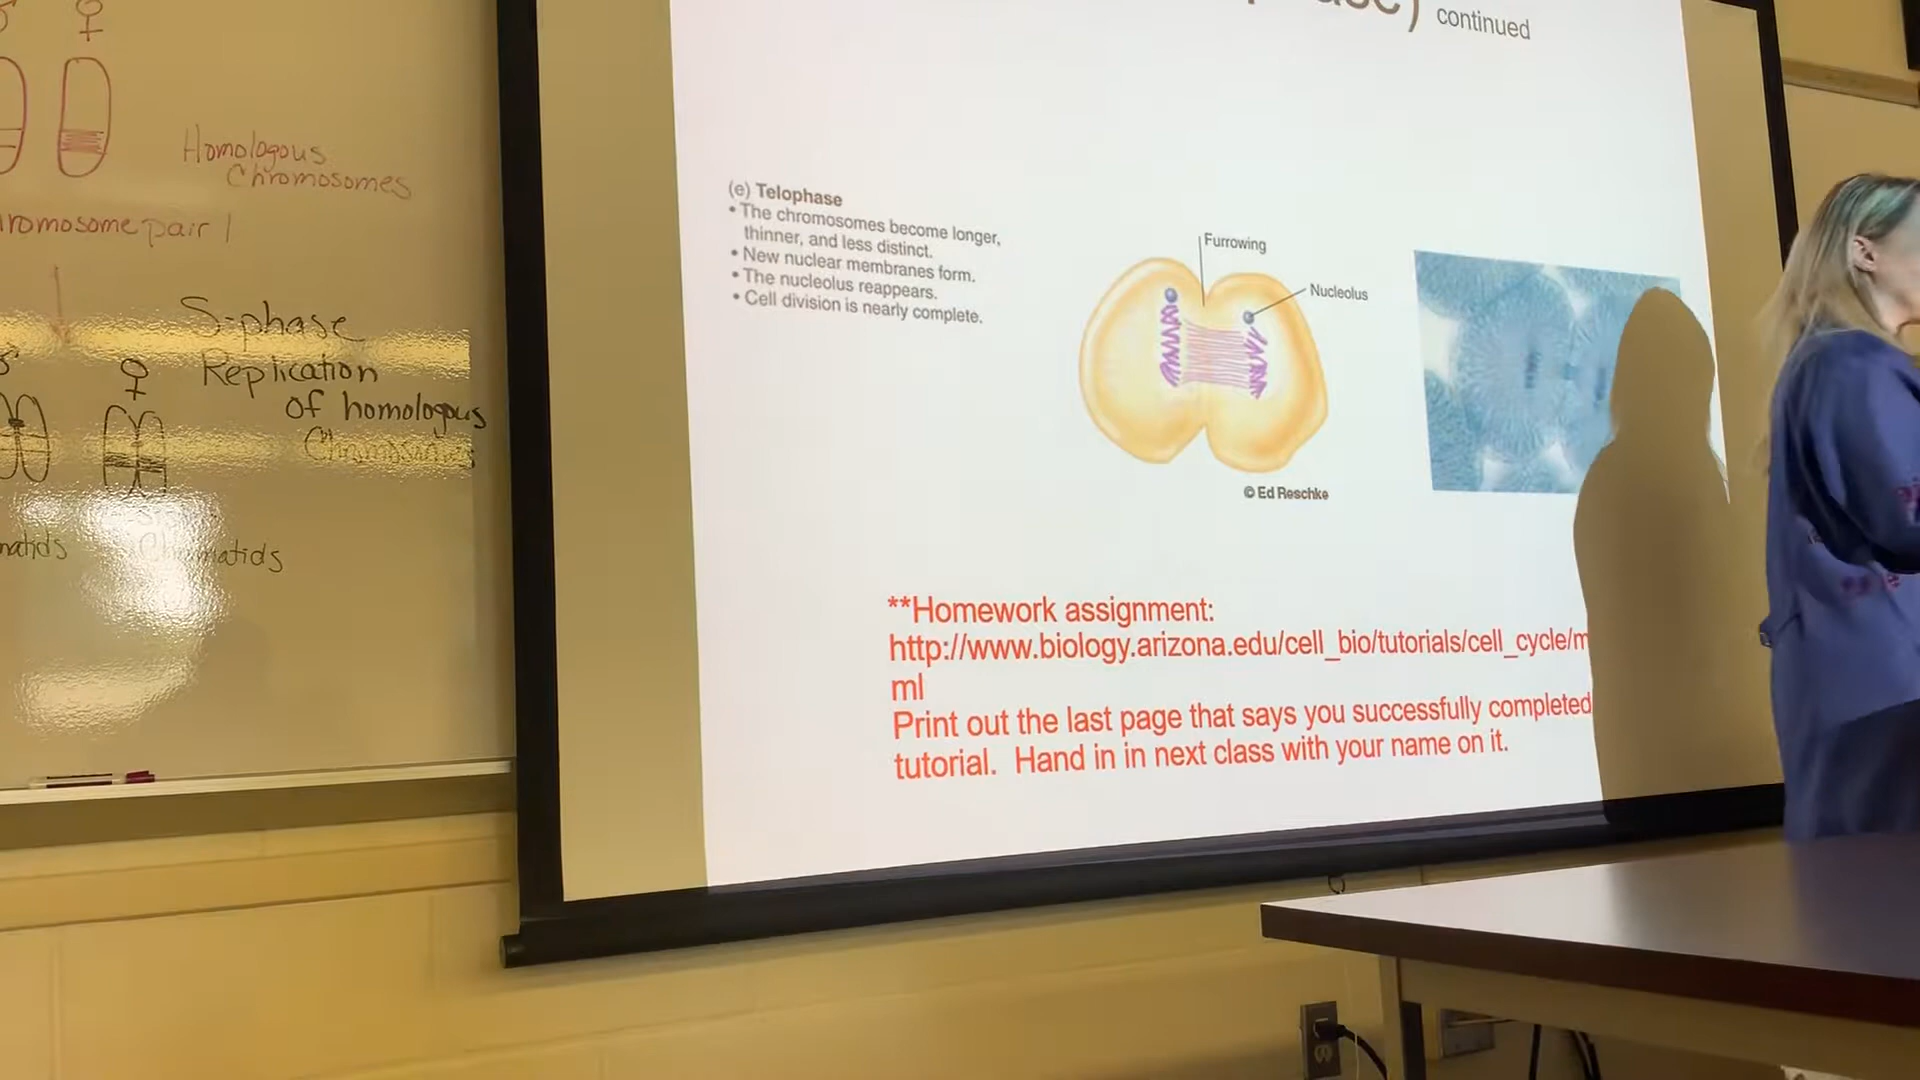 Homologous
Chromosomes
romosome pair 1
S-phase
Replication
of homologous
Chromosomes
matids
Chromatids
continued
(e) Telophase
• The chromosomes become longer,
thinner, and less distinct.
• New nuclear membranes form.
• The nucleolus reappears.
• Cell division is nearly complete.
Furrowing
Nucleolus
© Ed Reschke
**Homework assignment:
http://www.biology.arizona.edu/cell_bio/tutorials/cell_cycle/m
ml
Print out the last page that says you successfully completed
tutorial. Hand in in next class with your name on it.